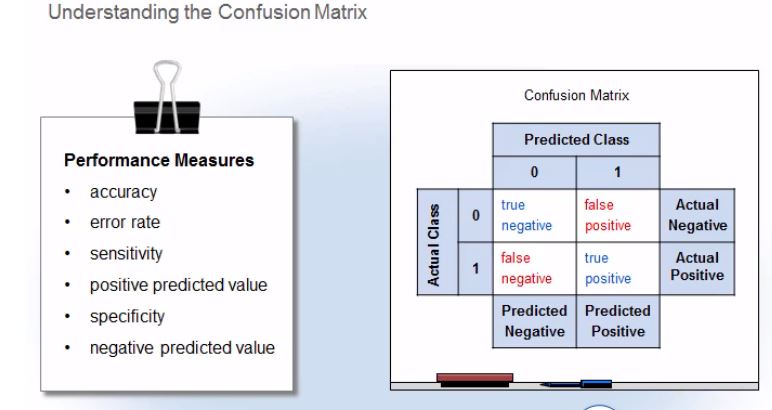 Understanding the Confusion Matrix
Performance Measures
• accuracy
• error rate
• sensitivity
• positive predicted value
• specificity
• negative predicted value
Confusion Matrix
Predicted Class
0 1
Actual Class
0 true negative false positive Actual Negative
1 false negative true positive Actual Positive
Predicted Negative Predicted Positive